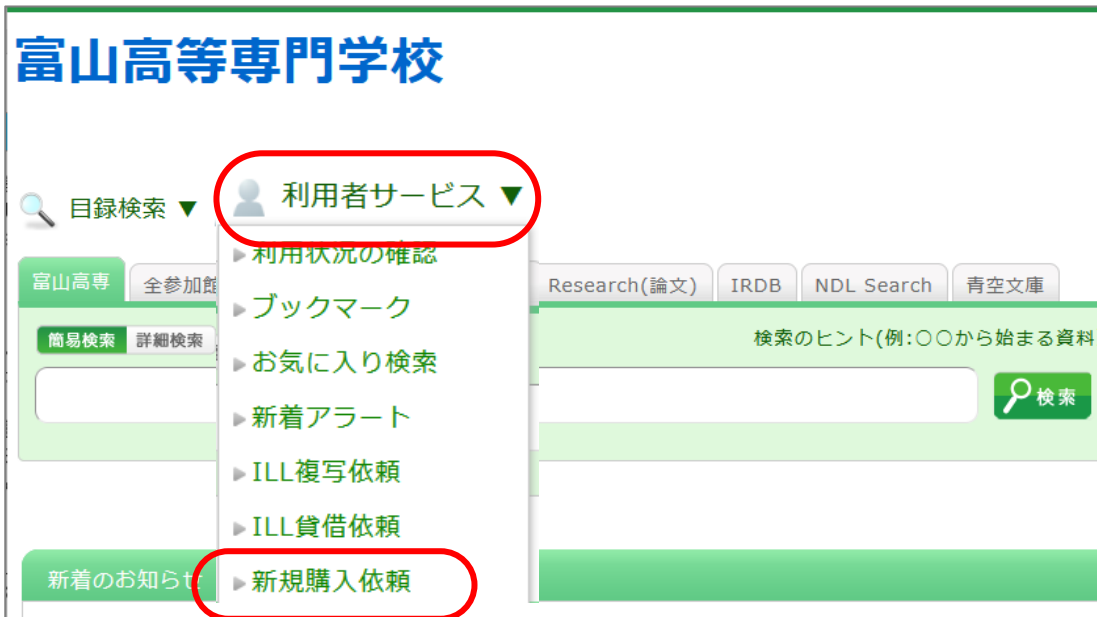 富山高等専門学校
目録検索 ▼
利用者サービス ▼
利用状況の確認
ブックマーク
お気に入り検索
新着アラート
ILL複写依頼
ILL貸借依頼
新規購入依頼
富山高専 全参加館 Research(論文) IRDB NDL Search 青空文庫
簡易検索 詳細検索 検索のヒント(例:〇〇から始まる資料
検索
新着のお知らせ